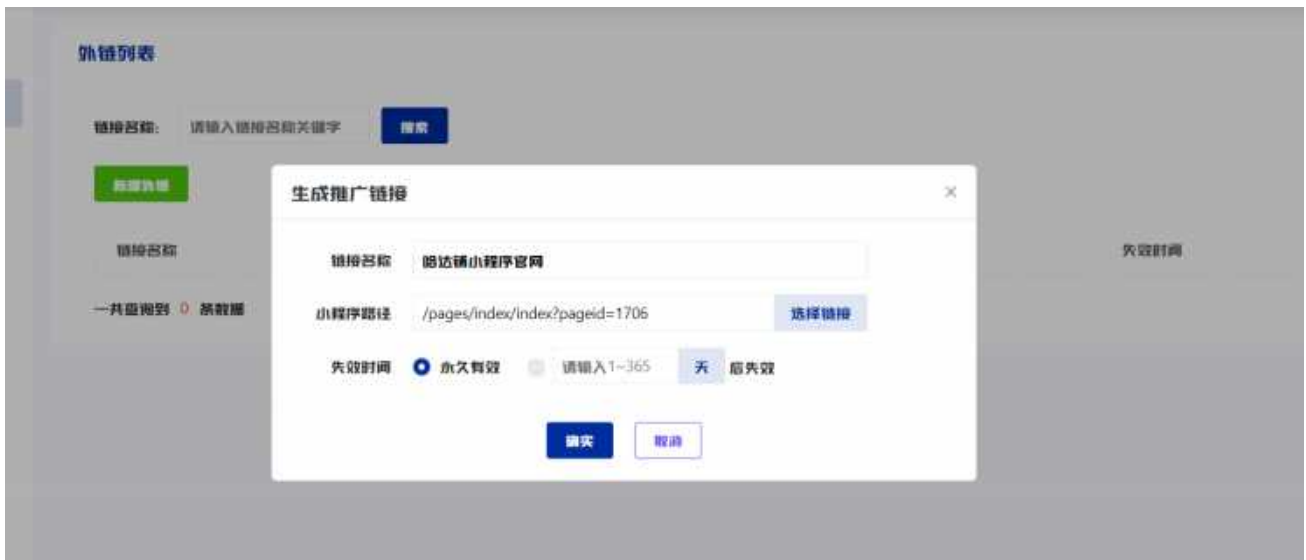 外链列表
链接名称: 请输入链接名称关键字 搜索
新建外链
生成推广链接 ×
链接名称 失效时间
链接名称 哈达铺小程序官网
一共查询到 0 条数据
小程序路径 /pages/index/index?pageid=1706 选择链接
失效时间 永久有效 请输入1~365 天 后失效
确实 取消